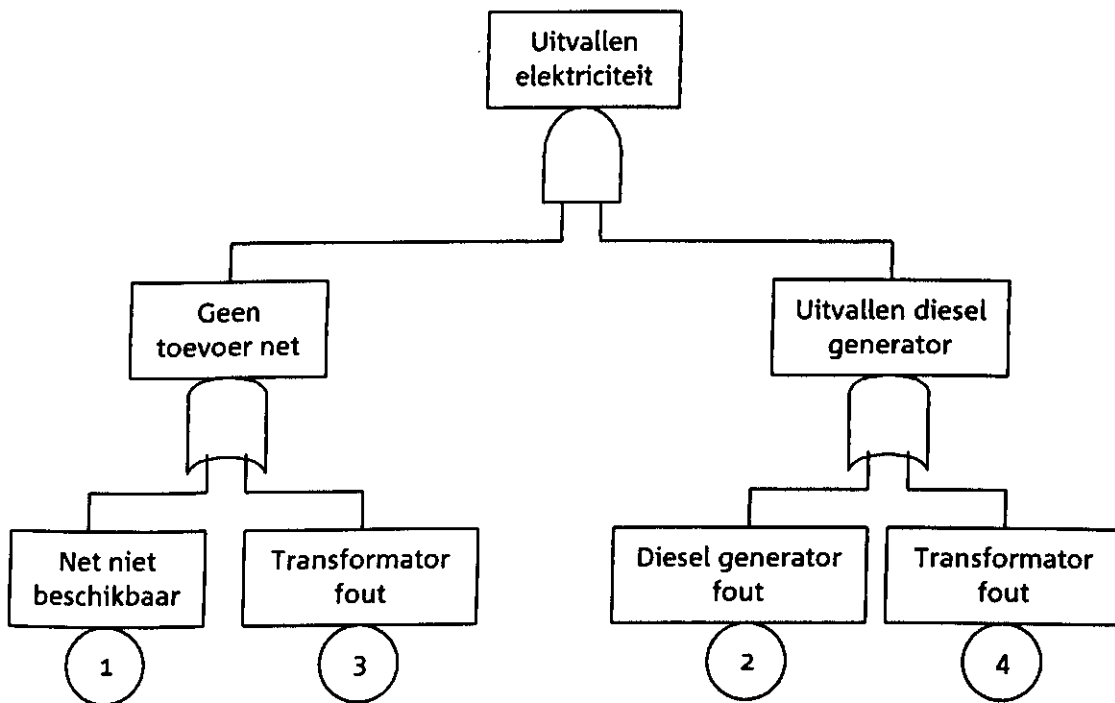 Uitvallen
elektriciteit
Geen
toevoer net
Uitvallen diesel
generator
Net niet
beschikbaar
Transformator
fout
Diesel generator
fout
Transformator
fout
1
3
2
4